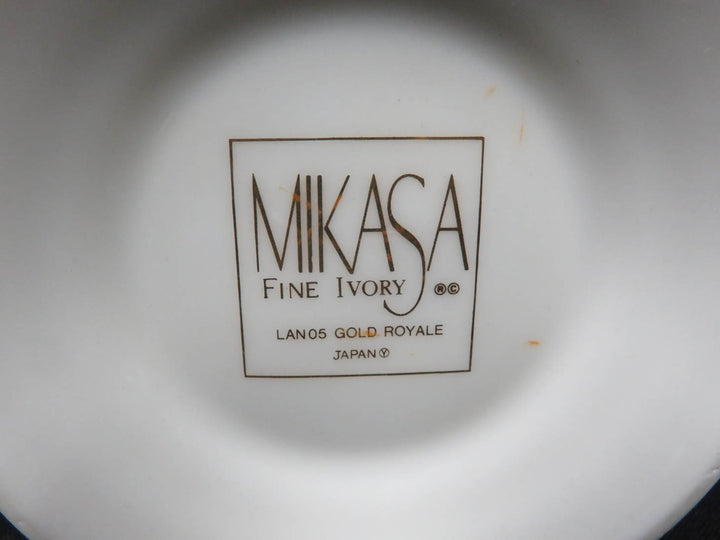 MIKASA
FINE IVORY ®©
LAN05 GOLD ROYALE
JAPAN Ⓨ